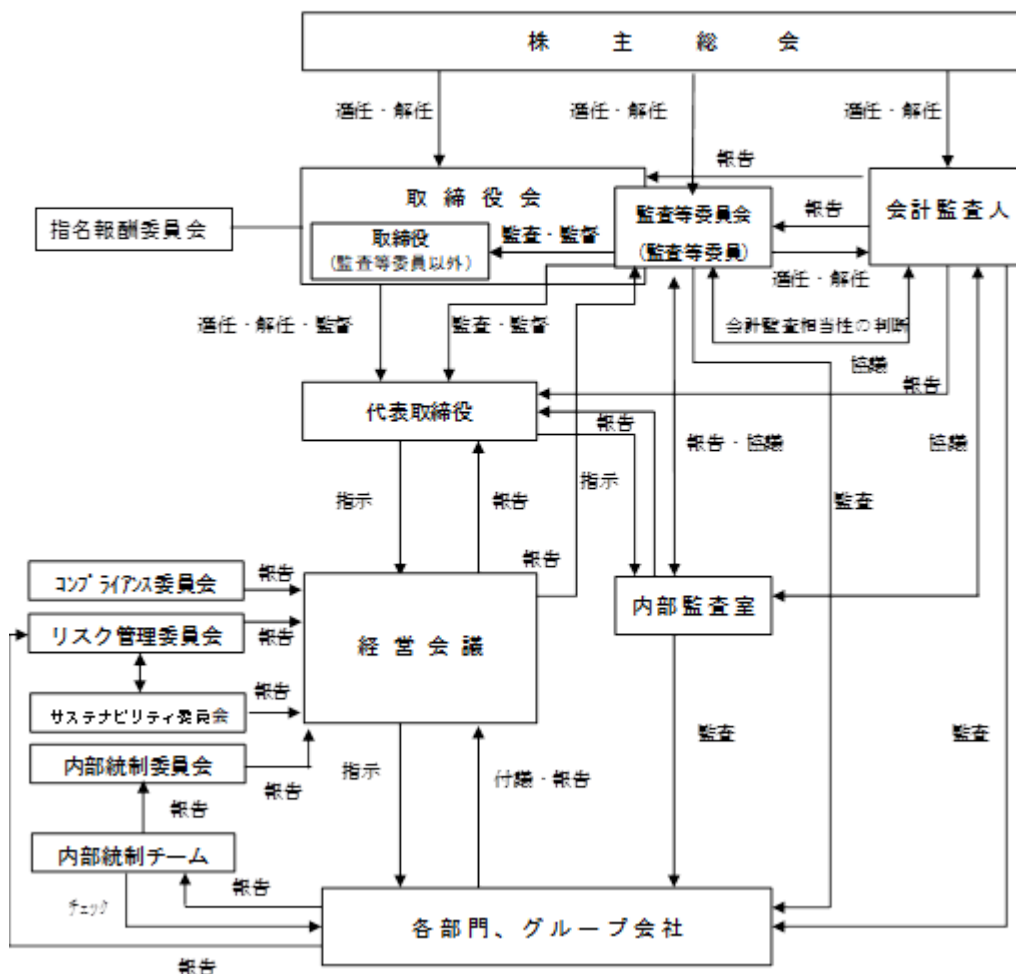 株主総会
選任・解任
選任・解任
選任・解任
報告
取締役会
監査等委員会
(監査等委員)
会計監査人
報告
指名報酬委員会
取締役
(監査等委員以外)
監査・監督
選任・解任
選任・解任・監督
監査・監督
会計監査相当性の判断
協議
報告
代表取締役
報告
報告・協議
協議
指示
報告
指示
監査
報告
コンプライアンス委員会
報告
内部監査室
リスク管理委員会
報告
経営会議
報告
サステナビリティ委員会
監査
監査
内部統制委員会
報告
指示
付議・報告
報告
内部統制チーム
報告
チェック
各部門、グループ会社
報告